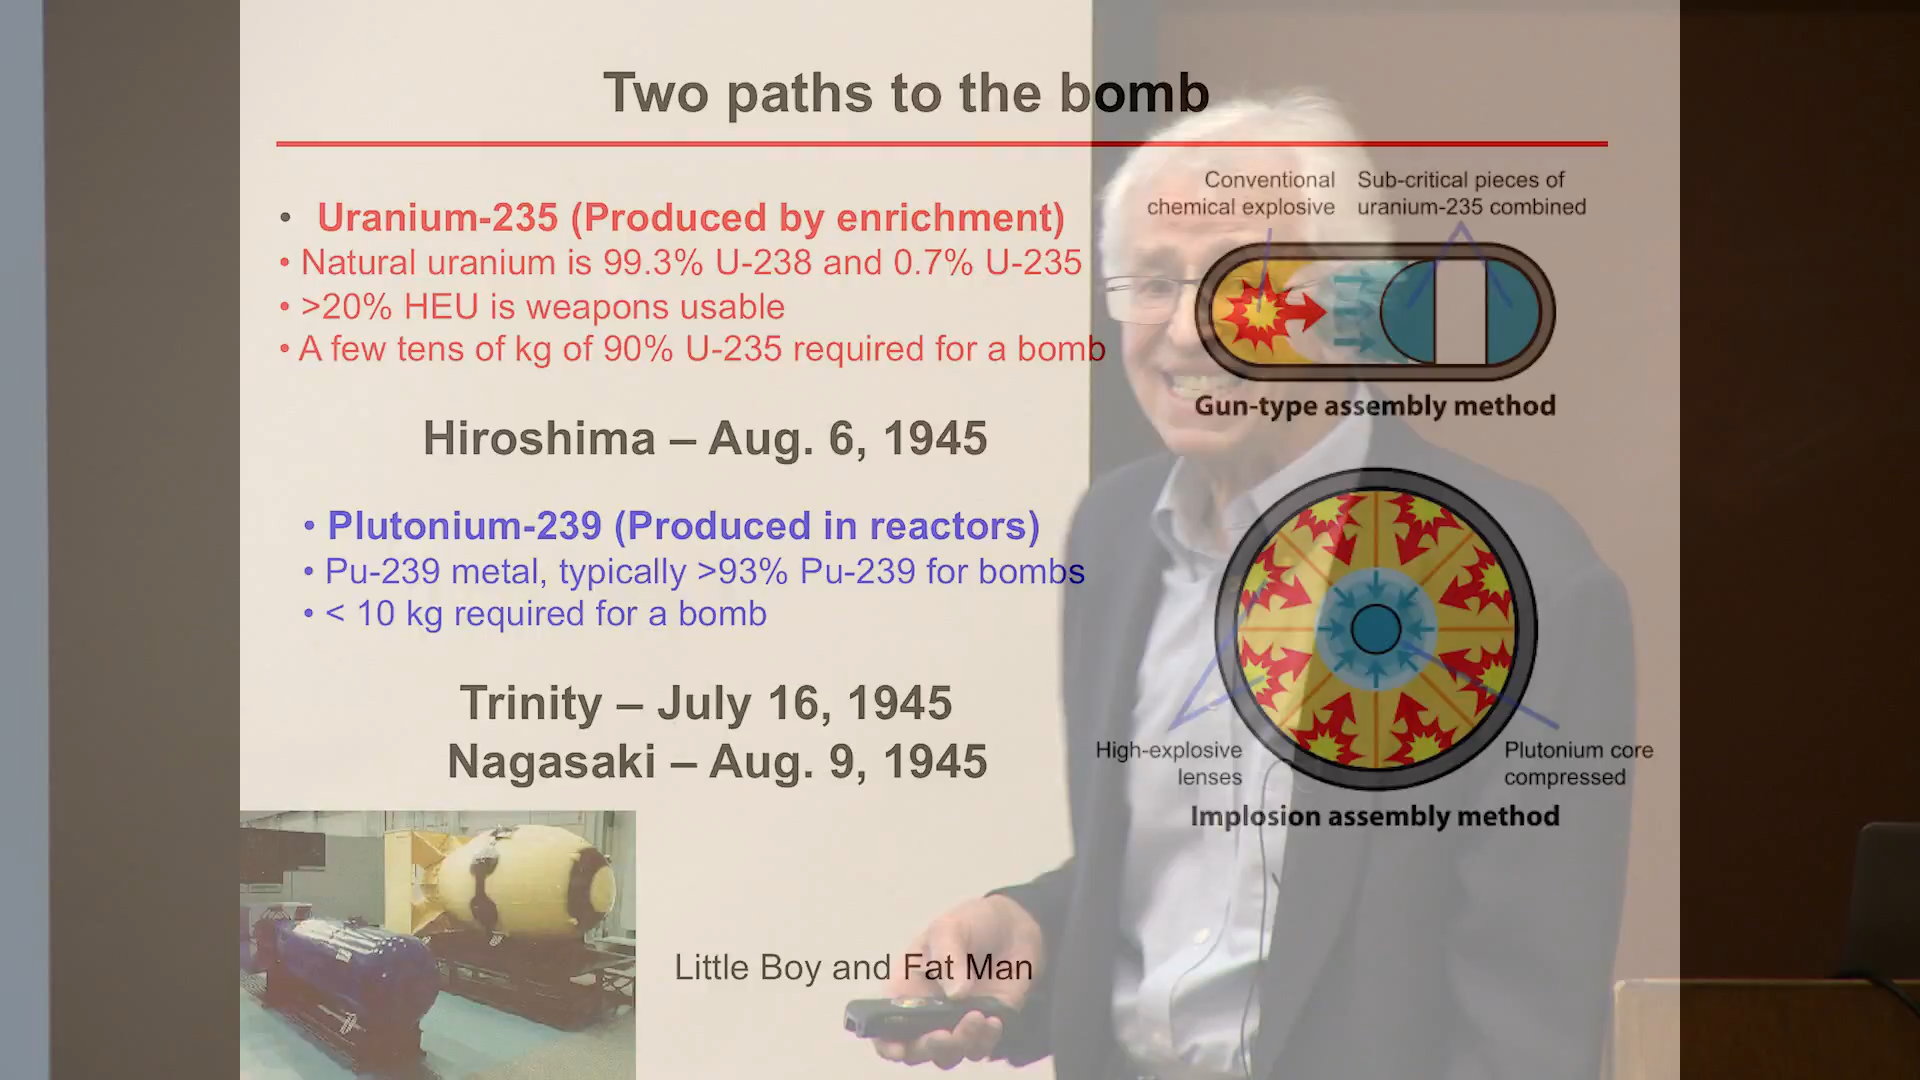 Two paths to the bomb
• Uranium-235 (Produced by enrichment)
• Natural uranium is 99.3% U-238 and 0.7% U-235
• >20% HEU is weapons usable
• A few tens of kg of 90% U-235 required for a bomb
Hiroshima – Aug. 6, 1945
• Plutonium-239 (Produced in reactors)
• Pu-239 metal, typically >93% Pu-239 for bombs
• < 10 kg required for a bomb
Trinity – July 16, 1945
Nagasaki – Aug. 9, 1945
Little Boy and Fat Man
Conventional
chemical explosive
Sub-critical pieces of
uranium-235 combined
Gun-type assembly method
High-explosive
lenses
Plutonium core
compressed
Implosion assembly method